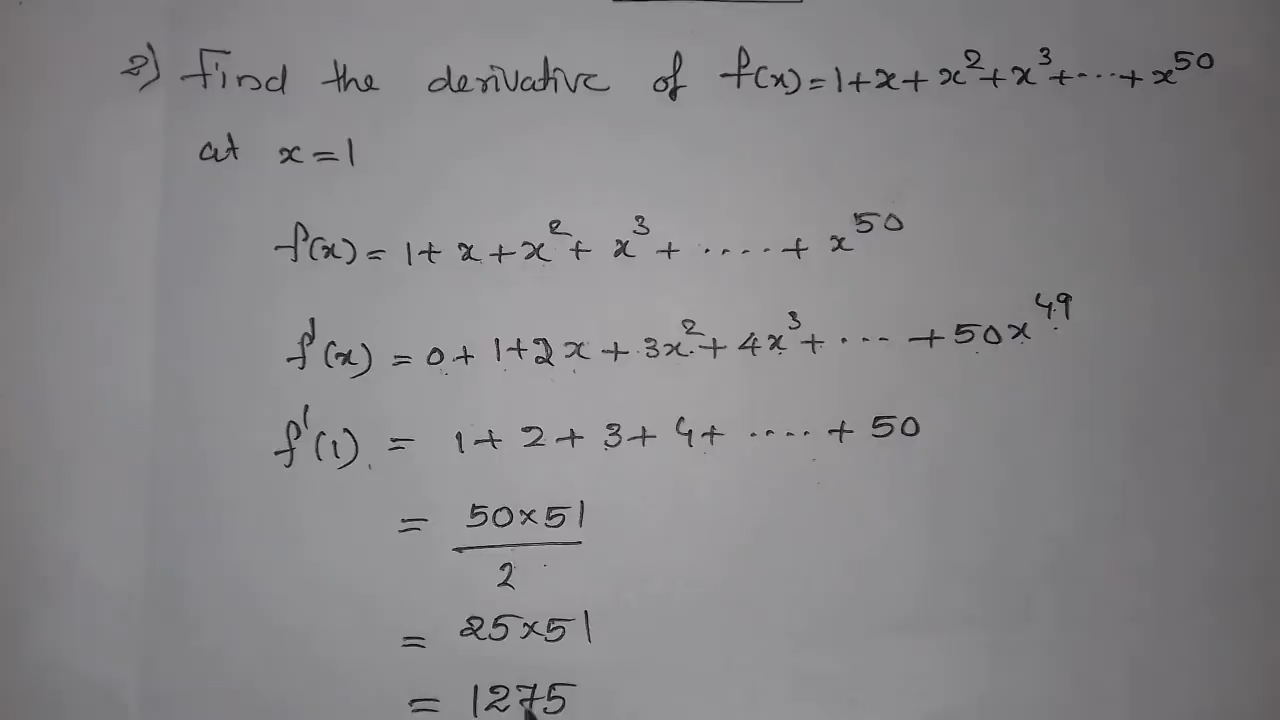 2) Find the derivative of f(x)=1+x+x²+x³+...+x⁵⁰
at x=1
f(x)=1+x+x²+x³+.....+x⁵⁰
f'(x)=0+1+2x+3x²+4x³+...+50x⁴⁹
f'(1) = 1+2+3+4+....+50
= 50×51
2
= 25×51
= 1275